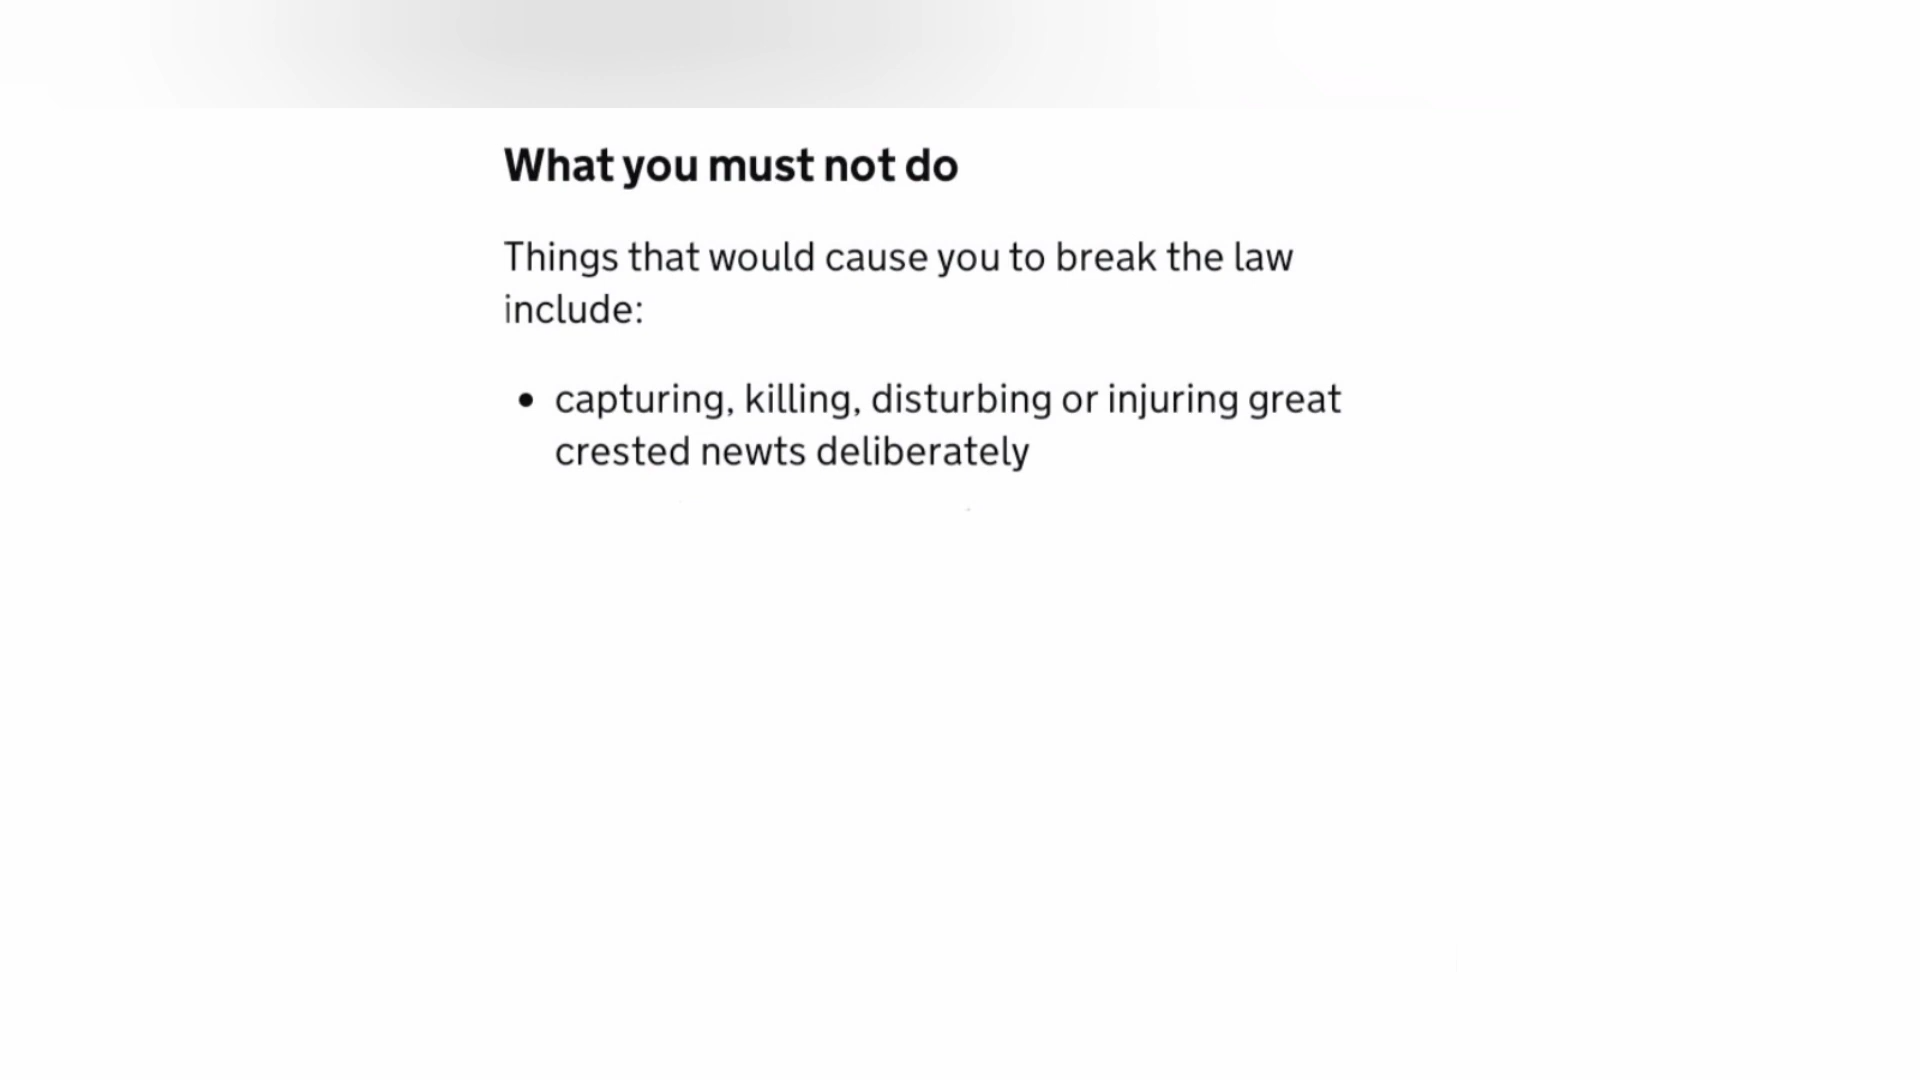 What you must not do
Things that would cause you to break the law
include:
• capturing, killing, disturbing or injuring great
crested newts deliberately